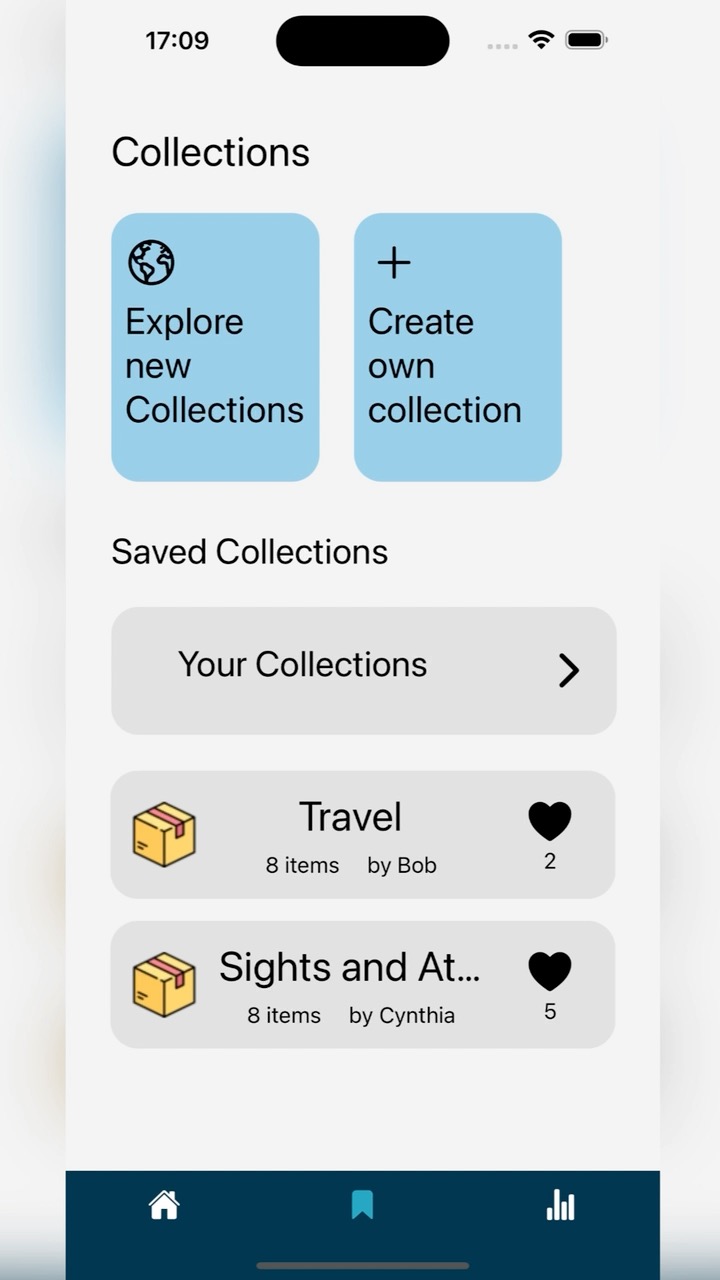 17:09
Collections
Explore
new
Collections
Create
own
collection
Saved Collections
Your Collections
Travel
8 items by Bob
2
Sights and At...
8 items by Cynthia
5